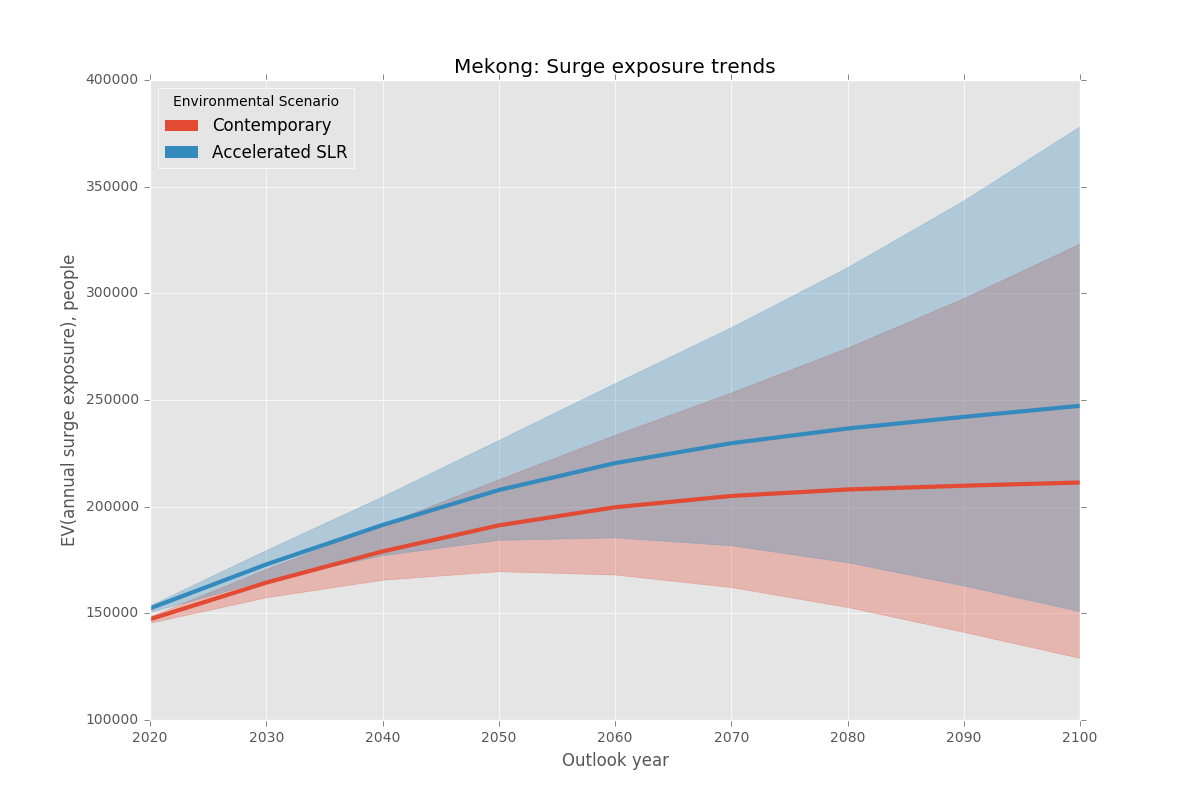 Mekong: Surge exposure trends
Environmental Scenario
Contemporary
Accelerated SLR
400000
350000
300000
250000
200000
150000
100000
EV(annual surge exposure), people
2020 2030 2040 2050 2060 2070 2080 2090 2100
Outlook year